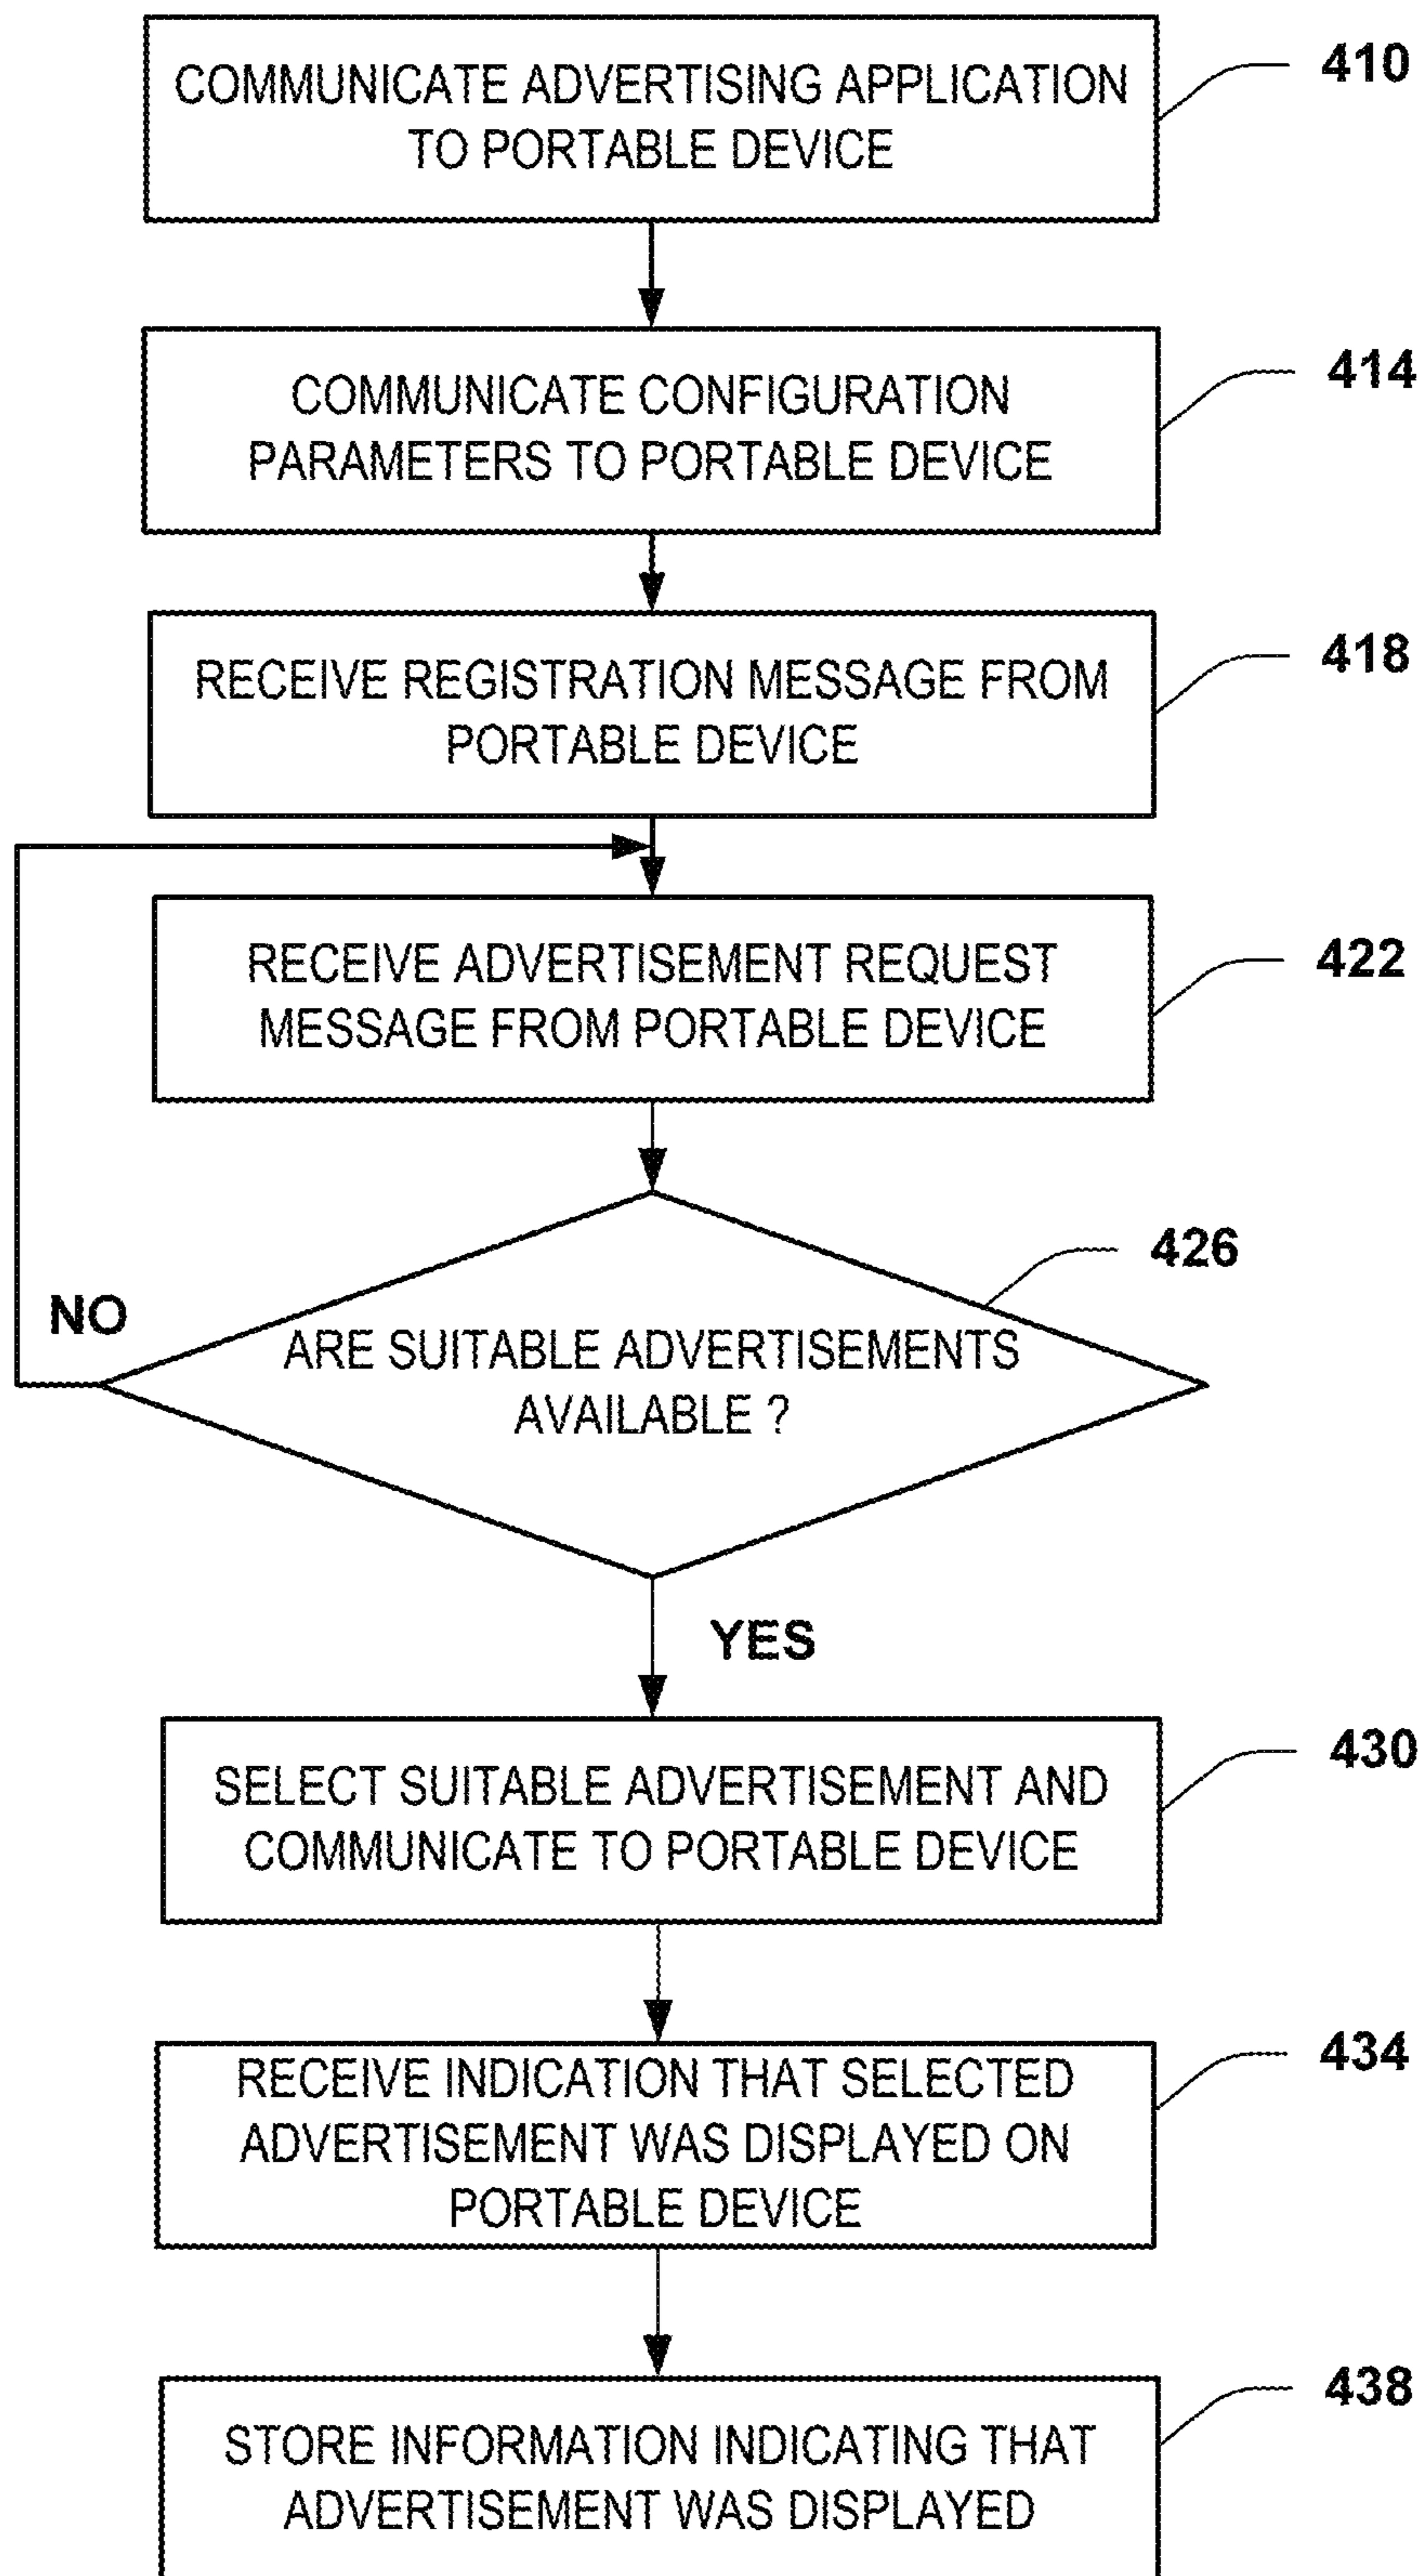 COMMUNICATE ADVERTISING APPLICATION
TO PORTABLE DEVICE
410
COMMUNICATE CONFIGURATION
PARAMETERS TO PORTABLE DEVICE
414
RECEIVE REGISTRATION MESSAGE FROM
PORTABLE DEVICE
418
RECEIVE ADVERTISEMENT REQUEST
MESSAGE FROM PORTABLE DEVICE
422
426
NO
ARE SUITABLE ADVERTISEMENTS
AVAILABLE ?
YES
SELECT SUITABLE ADVERTISEMENT AND
COMMUNICATE TO PORTABLE DEVICE
430
RECEIVE INDICATION THAT SELECTED
ADVERTISEMENT WAS DISPLAYED ON
PORTABLE DEVICE
434
STORE INFORMATION INDICATING THAT
ADVERTISEMENT WAS DISPLAYED
438